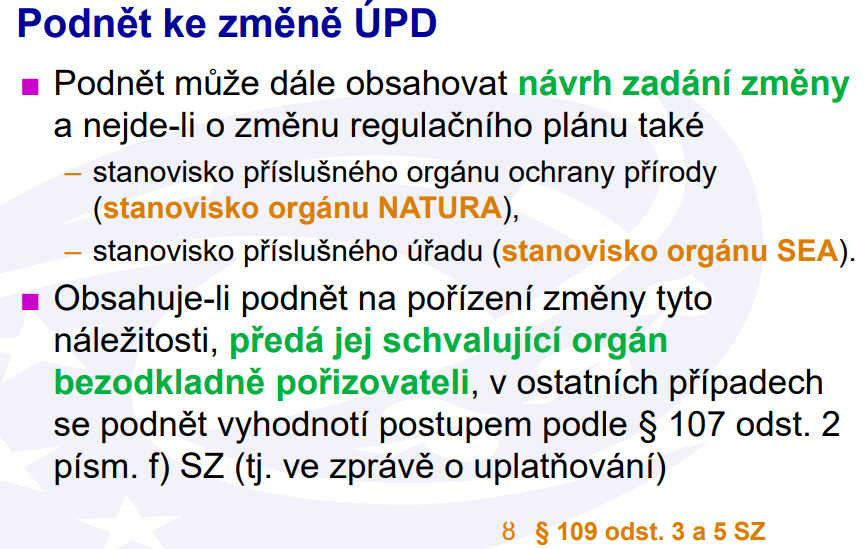 Podnět ke změně ÚPD
■ Podnět může dále obsahovat návrh zadání změny
a nejde-li o změnu regulačního plánu také
– stanovisko příslušného orgánu ochrany přírody
(stanovisko orgánu NATURA),
– stanovisko příslušného úřadu (stanovisko orgánu SEA).
■ Obsahuje-li podnět na pořízení změny tyto
náležitosti, předá jej schvalující orgán
bezodkladně pořizovateli, v ostatních případech
se podnět vyhodnotí postupem podle § 107 odst. 2
písm. f) SZ (tj. ve zprávě o uplatňování)
8 § 109 odst. 3 a 5 SZ